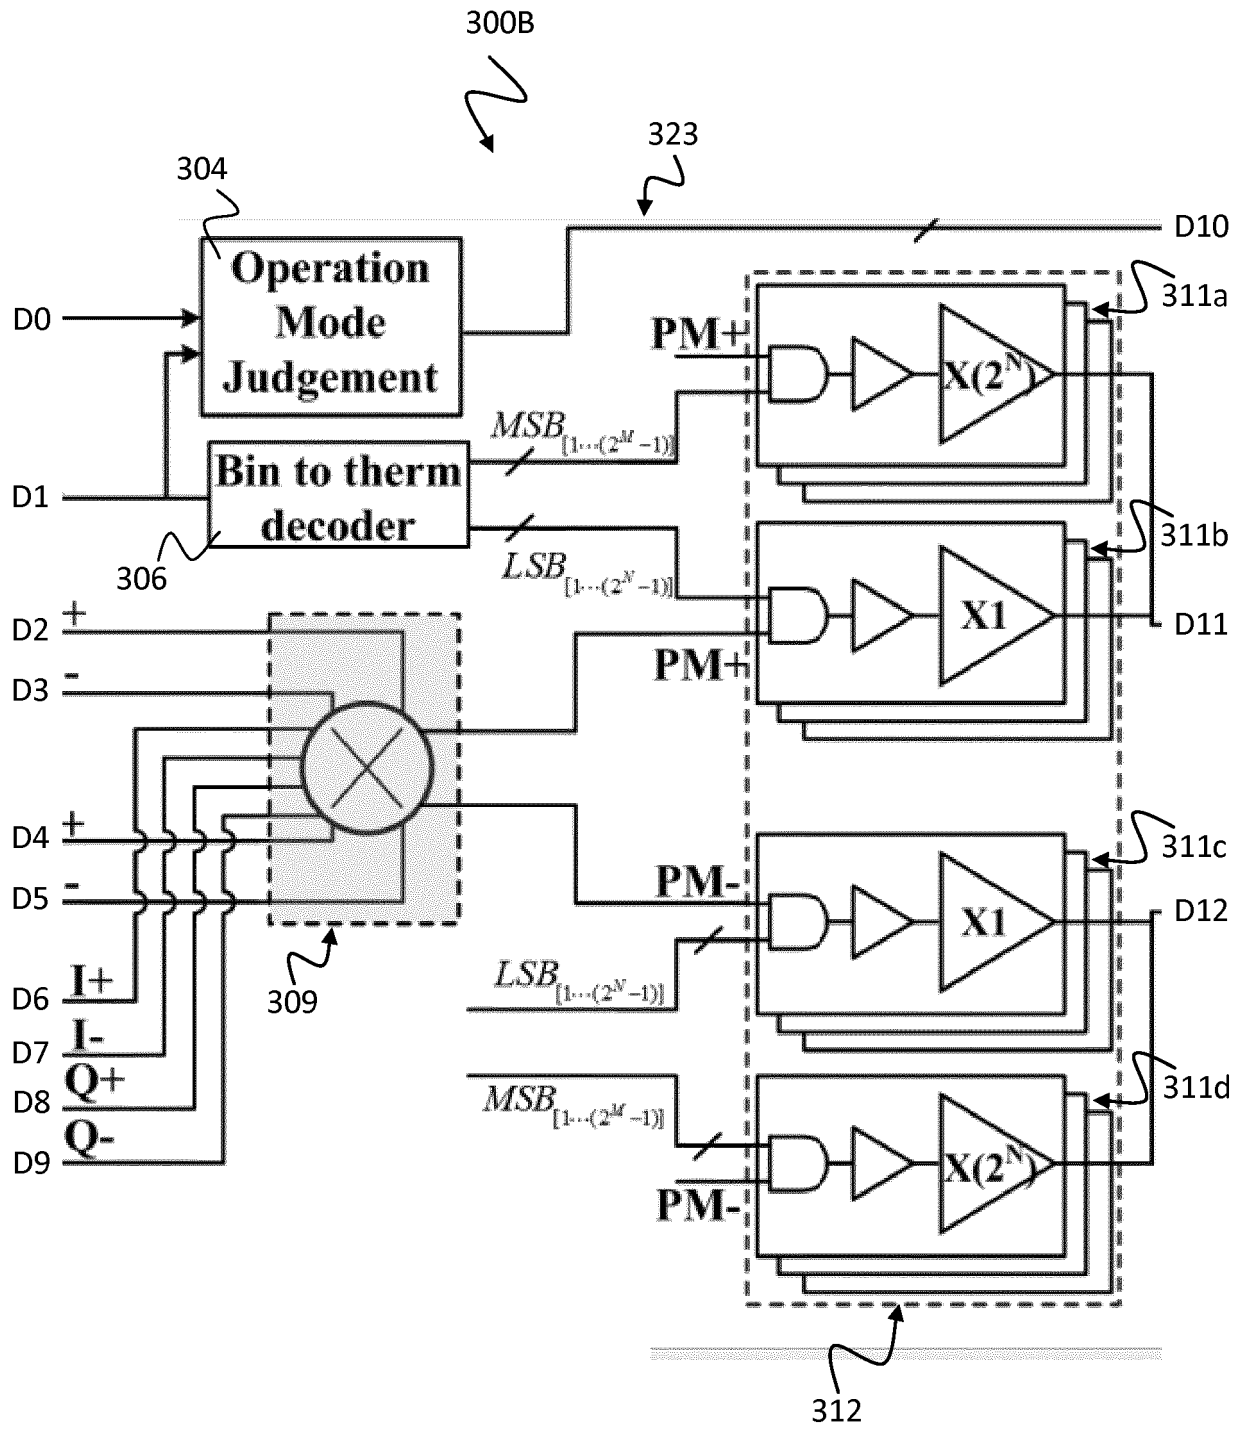 300B
323
304
D10
Operation
Mode
Judgement
D0
311a
PM+
X(2^N)
MSB[1···(2^M−1)]
Bin to therm
decoder
D1
306
LSB[1···(2^N−1)]
311b
X1
D11
PM+
+
D2
-
D3
+
D4
-
D5
309
PM-
311c
X1
D12
I+
D6
I-
D7
Q+
D8
Q-
D9
LSB[1···(2^N−1)]
MSB[1···(2^M−1)]
311d
X(2^N)
PM-
312